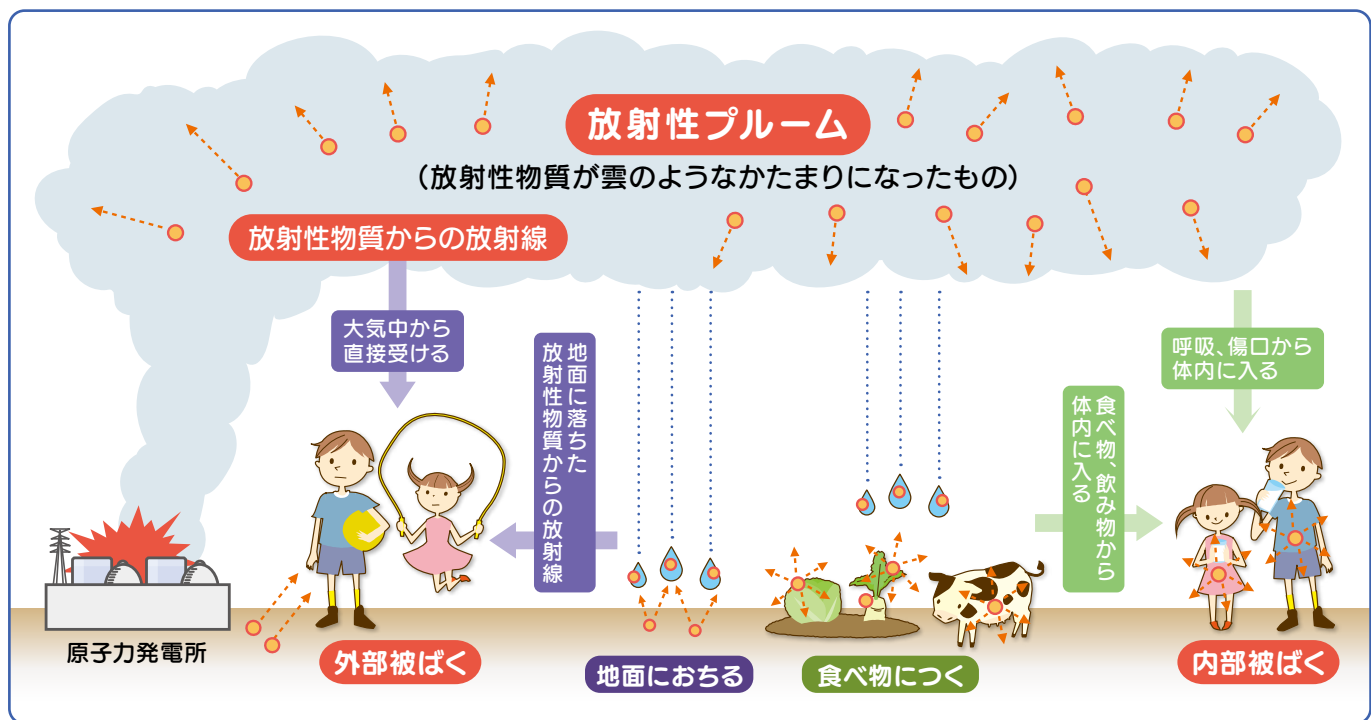 放射性プルーム
（放射性物質が雲のようなかたまりになったもの）
放射性物質からの放射線
大気中から
直接受ける
地面に落ちた
放射性物質からの放射線
呼吸、傷口から
体内に入る
食べ物、飲み物から
体内に入る
原子力発電所
外部被ばく
地面におちる
食べ物につく
内部被ばく